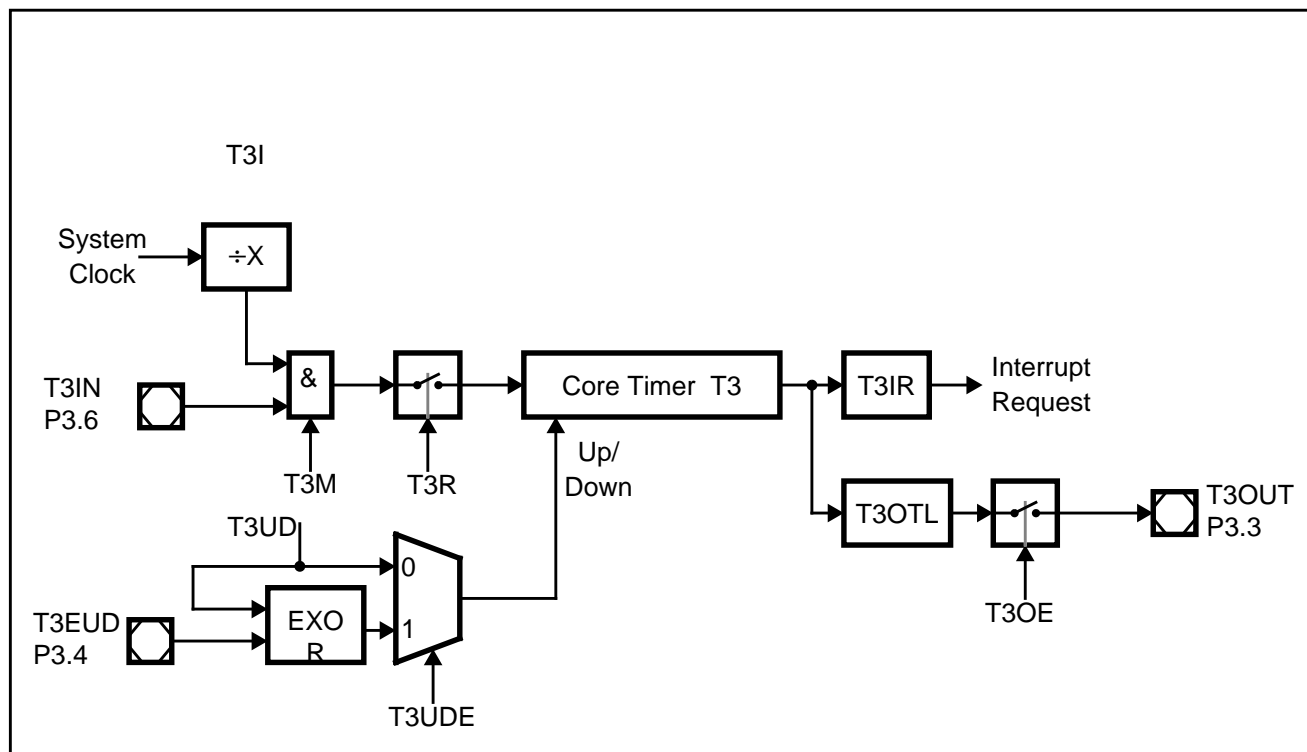 T3I
System
Clock
÷X
T3IN
P3.6
&
Core Timer T3
T3IR
Interrupt
Request
T3M
T3R
Up/
Down
T3UD
T3OTL
T3OUT
P3.3
0
T3EUD
P3.4
EXO
R
1
T3OE
T3UDE